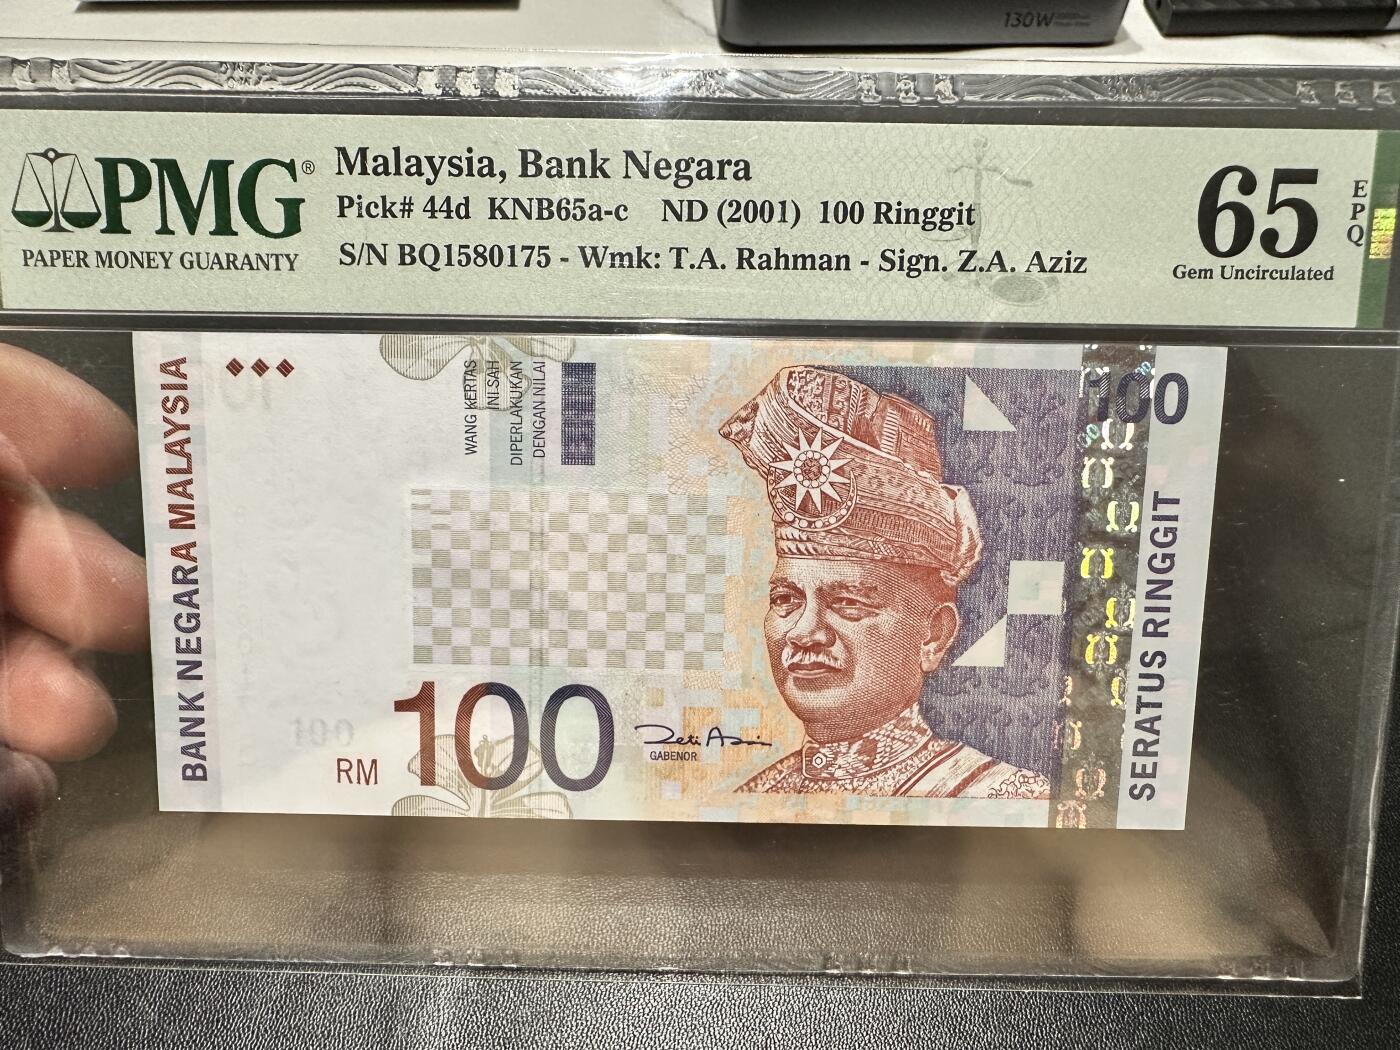 130W
PMG®
PAPER MONEY GUARANTY
Malaysia, Bank Negara
Pick# 44d KNB65a-c ND (2001) 100 Ringgit
S/N BQ1580175 - Wmk: T.A. Rahman - Sign. Z.A. Aziz
65
Gem Uncirculated
EPQ
BANK NEGARA MALAYSIA
WANG KERTAS
INI SAH
DIPERLAKUKAN
DENGAN NILAI
100
SERATUS RINGGIT
100
RM 100
Zeti Aziz
GABENOR